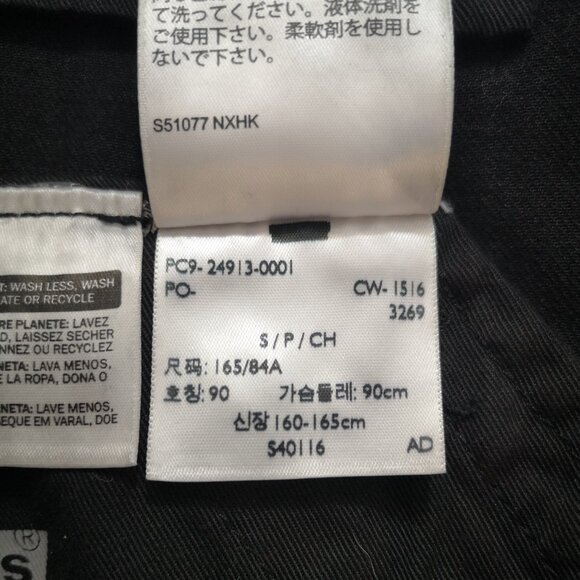 て洗ってください。液体洗剤を
ご使用下さい。柔軟剤を使用し
ないで下さい。
S51077 NXHK
T: WASH LESS, WASH
ATE OR RECYCLE
RE PLANETE: LAVEZ
D, LAISSEZ SECHER
NNEZ OU RECYCLEZ
NETA: LAVA MENOS,
E LA ROPA, DONA O
NETA: LAVE MENOS,
SEQUE EM VARAL, DOE
PC9- 24913-0001
PO- CW- 1516
3269
S / P / CH
尺码: 165/84A
호칭: 90 가슴둘레: 90cm
신장 160-165cm
S40116 AD
S®